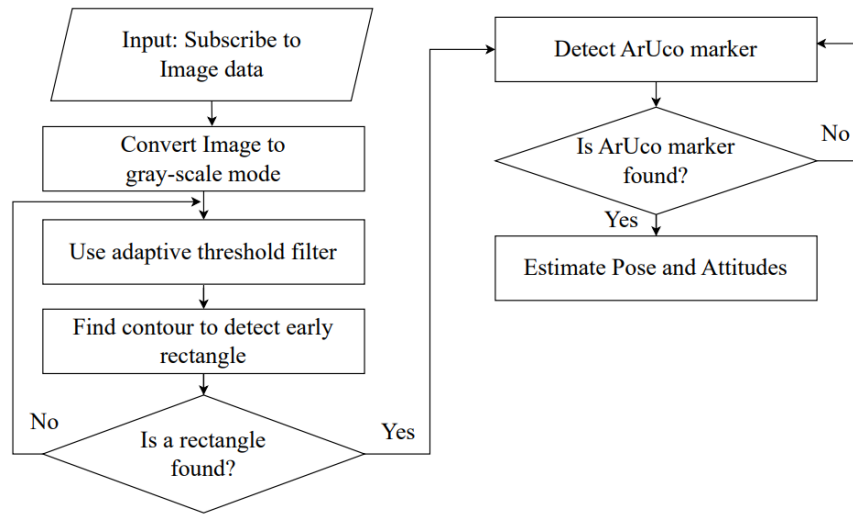 Input: Subscribe to
Image data
Convert Image to
gray-scale mode
Use adaptive threshold filter
Find contour to detect early
rectangle
No
Is a rectangle
found?
Yes
Detect ArUco marker
Is ArUco marker
found?
No
Yes
Estimate Pose and Attitudes